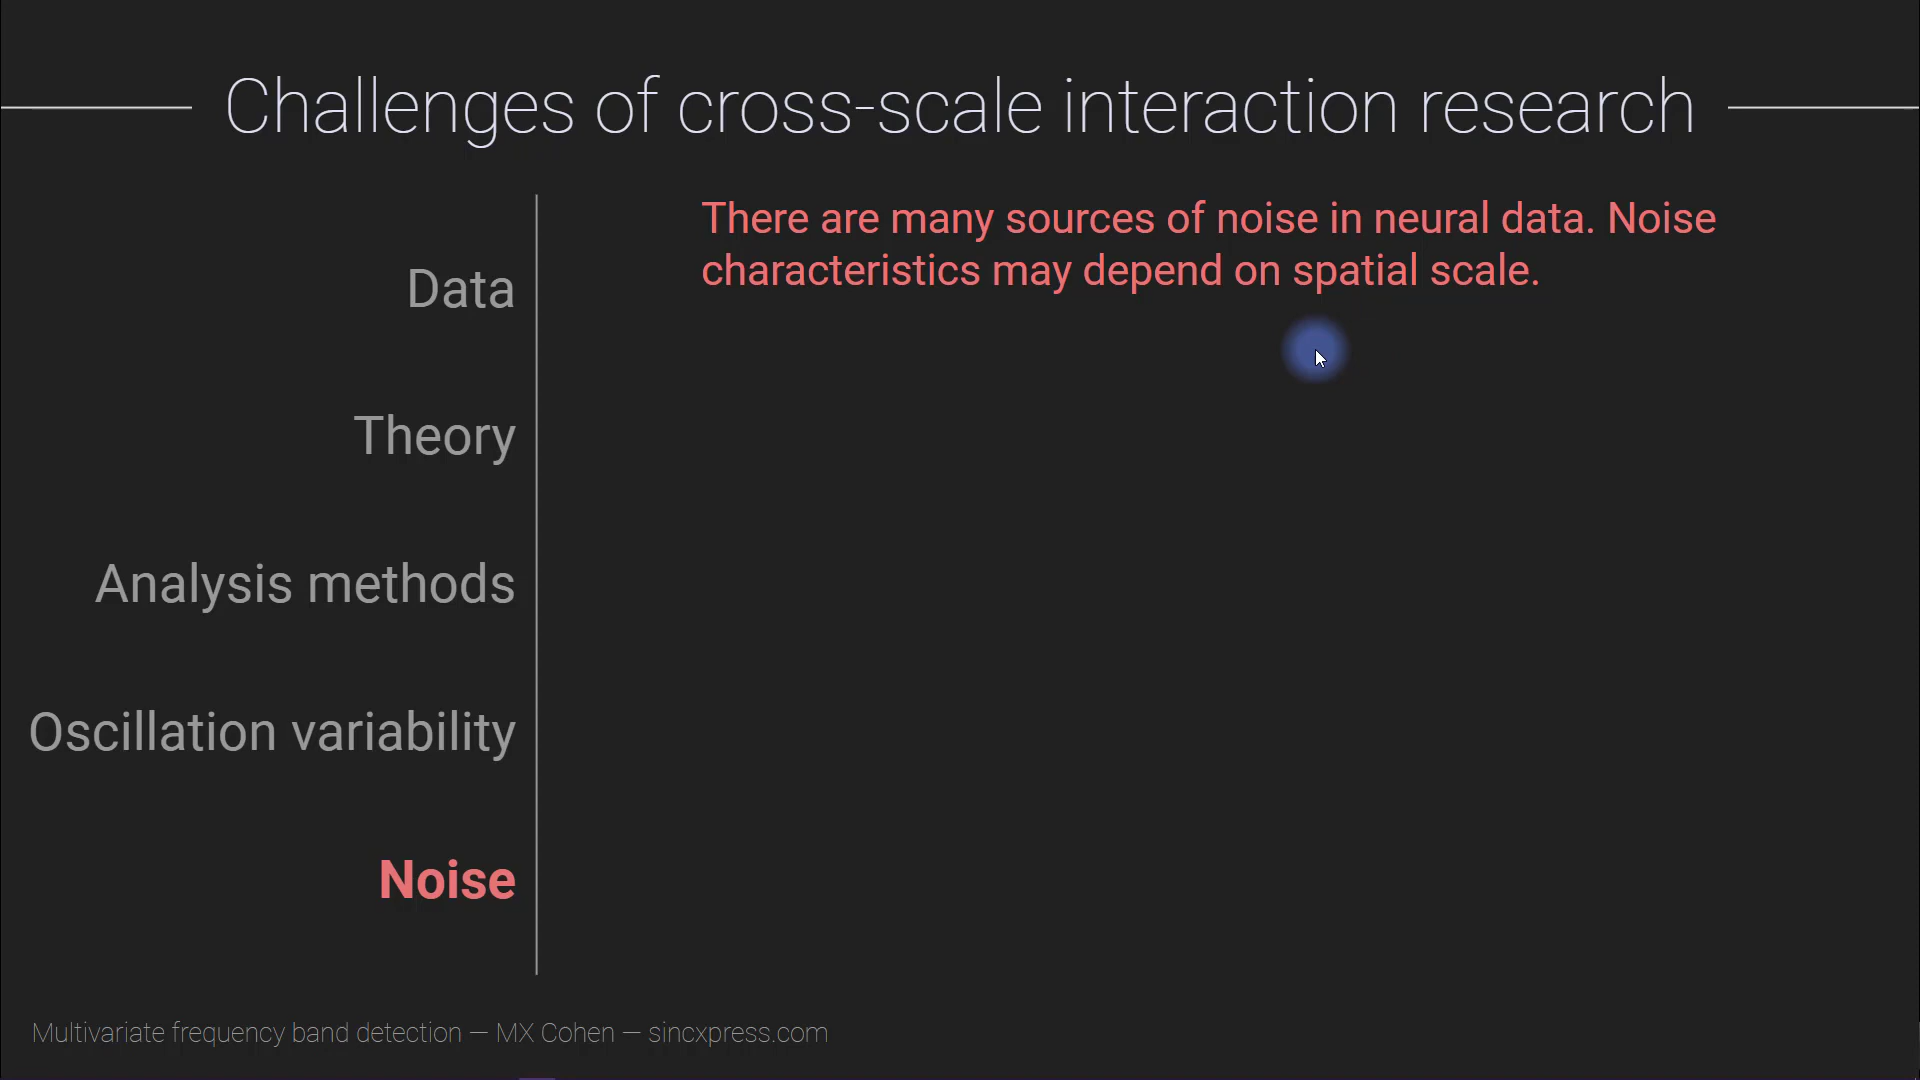 Challenges of cross-scale interaction research
There are many sources of noise in neural data. Noise
characteristics may depend on spatial scale.
Data
Theory
Analysis methods
Oscillation variability
Noise
Multivariate frequency band detection — MX Cohen — sincxpress.com